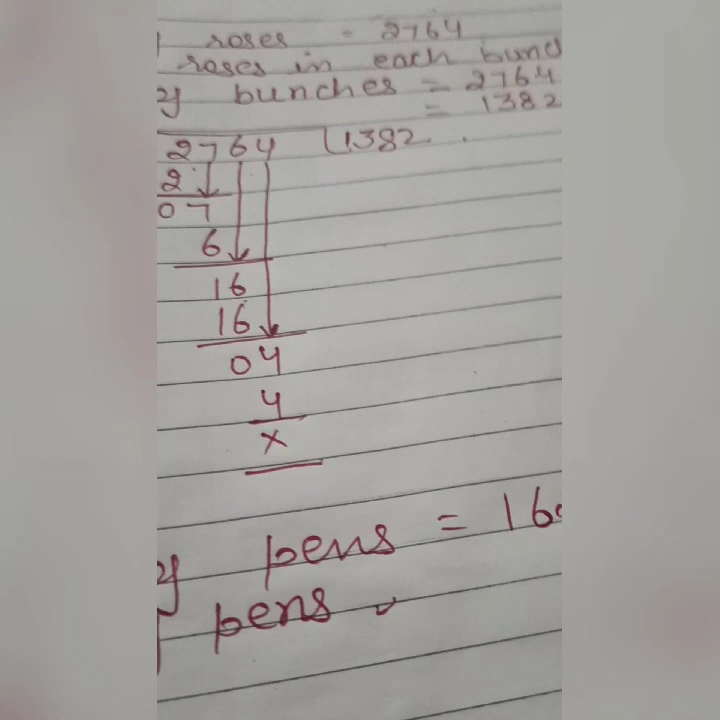 roses = 2764
roses in each bunc
y bunches = 2764
= 1382
2764 (1382.
2
07
6
16
16
04
4
x
y pens = 16
pens